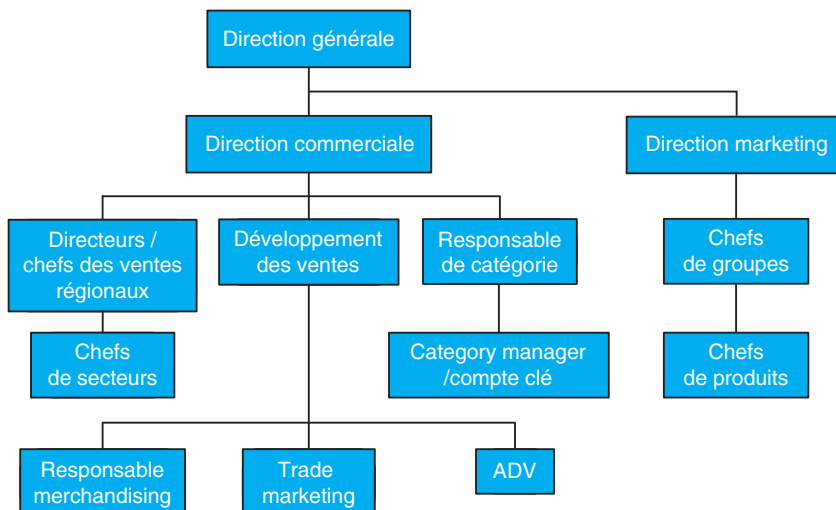 Direction générale
Direction commerciale
Direction marketing
Directeurs /
chefs des ventes
régionaux
Développement
des ventes
Responsable
de catégorie
Chefs
de groupes
Chefs
de secteurs
Category manager
/compte clé
Chefs
de produits
Responsable
merchandising
Trade
marketing
ADV